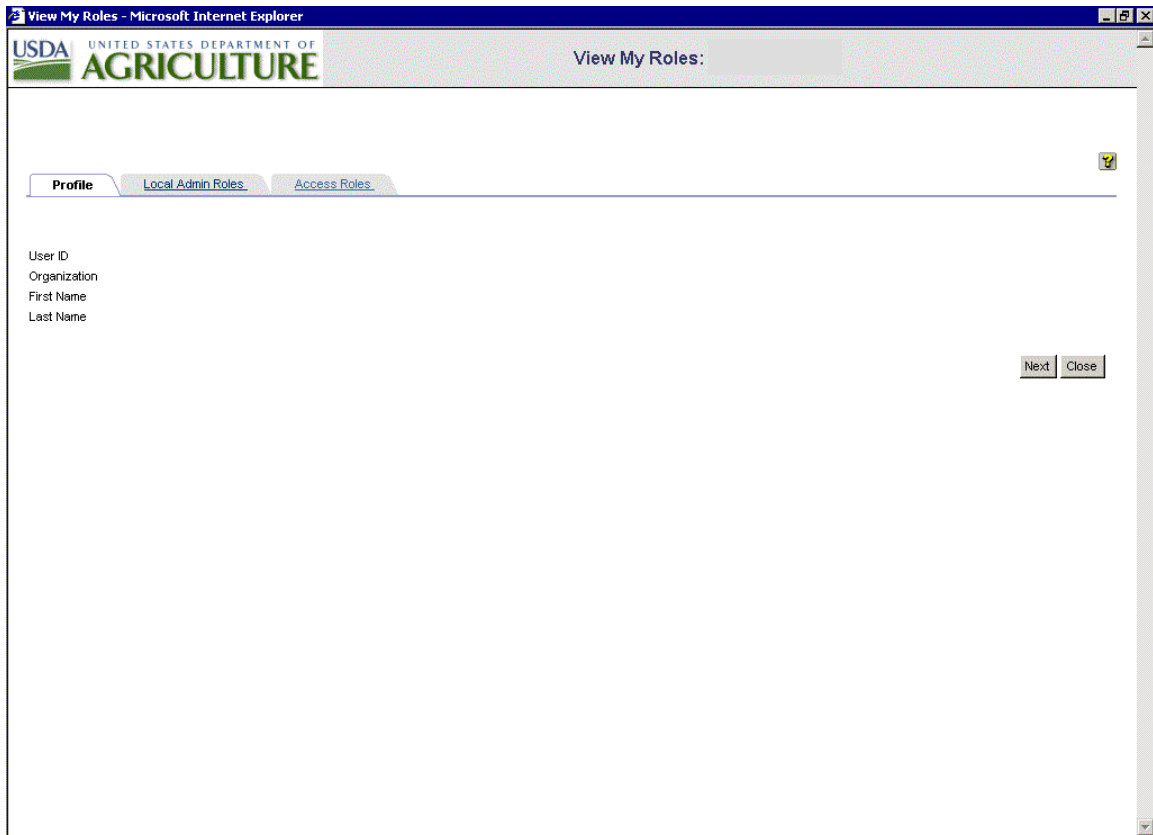 View My Roles - Microsoft Internet Explorer
USDA UNITED STATES DEPARTMENT OF
AGRICULTURE
View My Roles:
Profile Local Admin Roles Access Roles
User ID
Organization
First Name
Last Name
Next Close